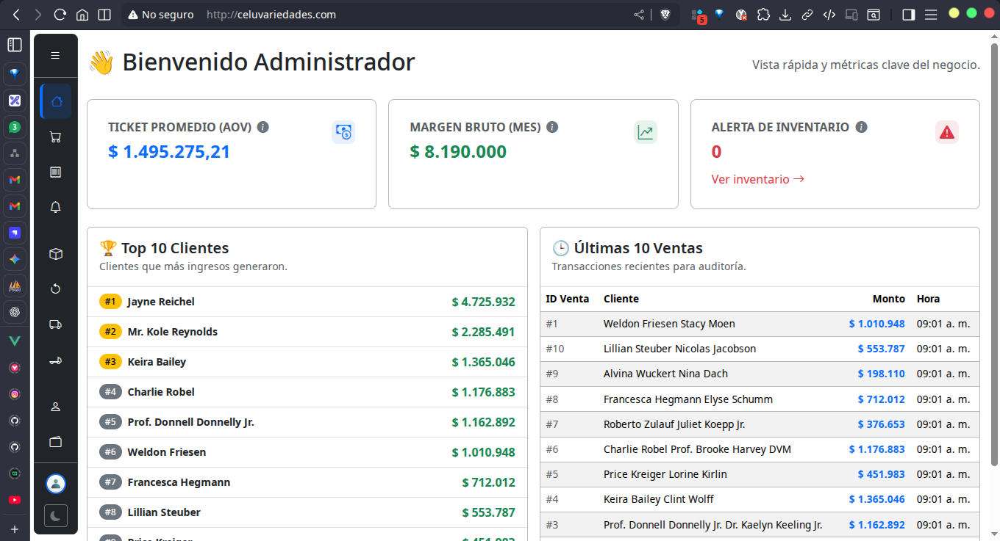 No seguro http://celuvariedades.com
5
3
👋 Bienvenido Administrador
Vista rápida y métricas clave del negocio.
TICKET PROMEDIO (AOV)
$ 1.495.275,21
MARGEN BRUTO (MES)
$ 8.190.000
ALERTA DE INVENTARIO
0
Ver inventario →
🏆 Top 10 Clientes
Clientes que más ingresos generaron.
#1 Jayne Reichel $ 4.725.932
#2 Mr. Kole Reynolds $ 2.285.491
#3 Keira Bailey $ 1.365.046
#4 Charlie Robel $ 1.176.883
#5 Prof. Donnell Donnelly Jr. $ 1.162.892
#6 Weldon Friesen $ 1.010.948
#7 Francesca Hegmann $ 712.012
#8 Lillian Steuber $ 553.787
#9 Price Kreiger $ 451.983
🕒 Últimas 10 Ventas
Transacciones recientes para auditoría.
ID Venta Cliente Monto Hora
#1 Weldon Friesen Stacy Moen $ 1.010.948 09:01 a. m.
#10 Lillian Steuber Nicolas Jacobson $ 553.787 09:01 a. m.
#9 Alvina Wuckert Nina Dach $ 198.110 09:01 a. m.
#8 Francesca Hegmann Elyse Schumm $ 712.012 09:01 a. m.
#7 Roberto Zulauf Juliet Koepp Jr. $ 376.653 09:01 a. m.
#6 Charlie Robel Prof. Brooke Harvey DVM $ 1.176.883 09:01 a. m.
#5 Price Kreiger Lorine Kirlin $ 451.983 09:01 a. m.
#4 Keira Bailey Clint Wolff $ 1.365.046 09:01 a. m.
#3 Prof. Donnell Donnelly Jr. Dr. Kaelyn Keeling Jr. $ 1.162.892 09:01 a. m.